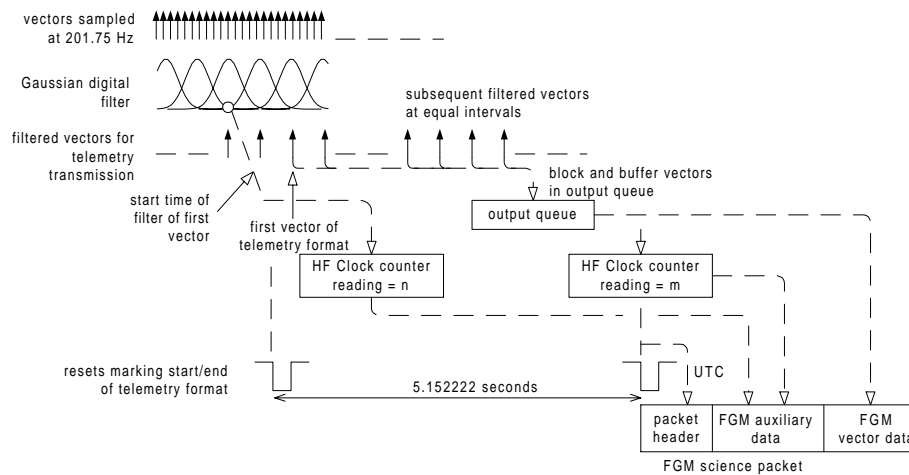 vectors sampled
at 201.75 Hz
Gaussian digital
filter
subsequent filtered vectors
at equal intervals
filtered vectors for
telemetry
transmission
block and buffer vectors
in output queue
start time of
filter of first
vector
first vector of
telemetry format
output queue
HF Clock counter
reading = n
HF Clock counter
reading = m
resets marking start/end
of telemetry format
5.152222 seconds
UTC
packet
header
FGM auxiliary
data
FGM
vector data
FGM science packet